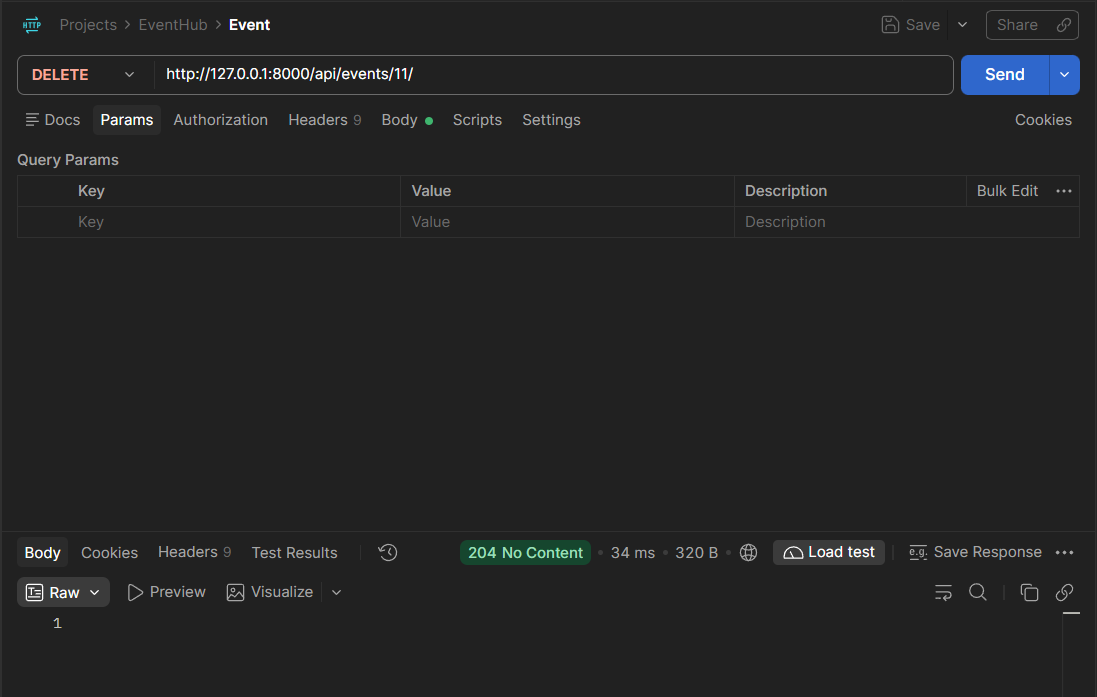 HTTP Projects > EventHub > Event Save Share
DELETE http://127.0.0.1:8000/api/events/11/ Send
Docs Params Authorization Headers 9 Body Scripts Settings Cookies
Query Params
Key Value Description Bulk Edit
Key Value Description
Body Cookies Headers 9 Test Results 204 No Content 34 ms 320 B Load test e.g. Save Response
Raw Preview Visualize
1